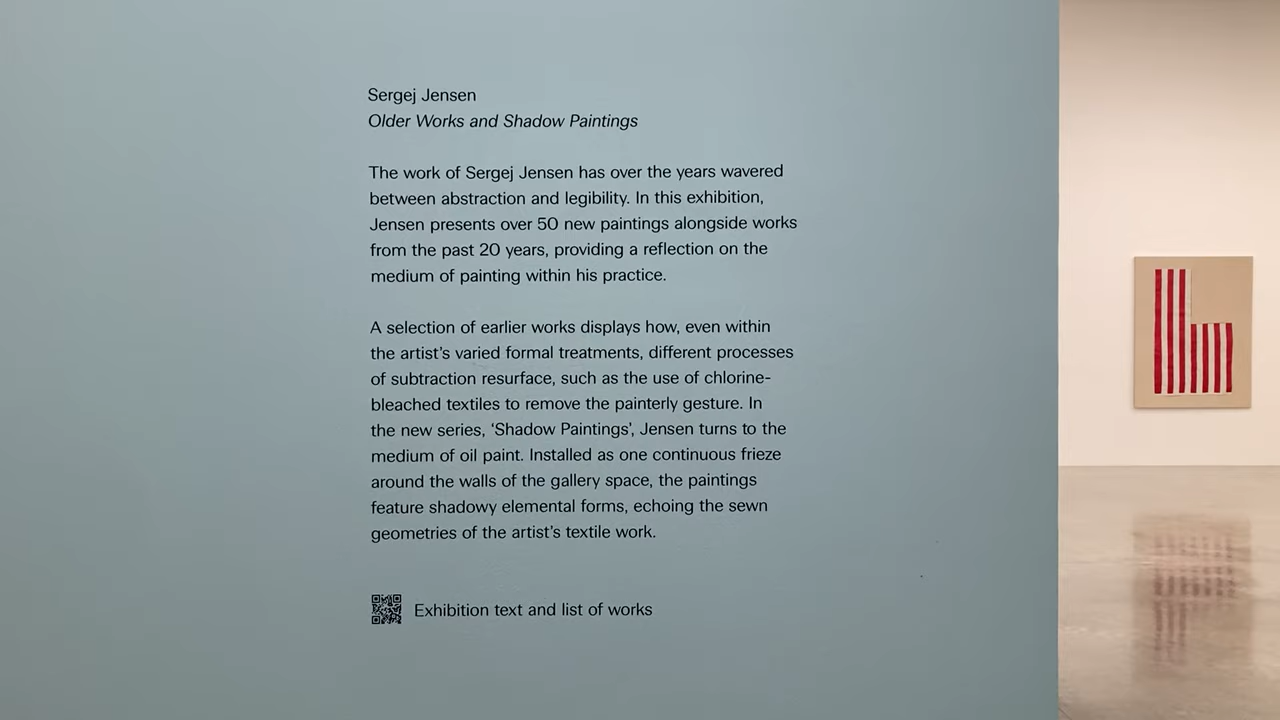 Sergej Jensen
Older Works and Shadow Paintings
The work of Sergej Jensen has over the years wavered
between abstraction and legibility. In this exhibition,
Jensen presents over 50 new paintings alongside works
from the past 20 years, providing a reflection on the
medium of painting within his practice.
A selection of earlier works displays how, even within
the artist’s varied formal treatments, different processes
of subtraction resurface, such as the use of chlorine-
bleached textiles to remove the painterly gesture. In
the new series, ‘Shadow Paintings’, Jensen turns to the
medium of oil paint. Installed as one continuous frieze
around the walls of the gallery space, the paintings
feature shadowy elemental forms, echoing the sewn
geometries of the artist’s textile work.
Exhibition text and list of works